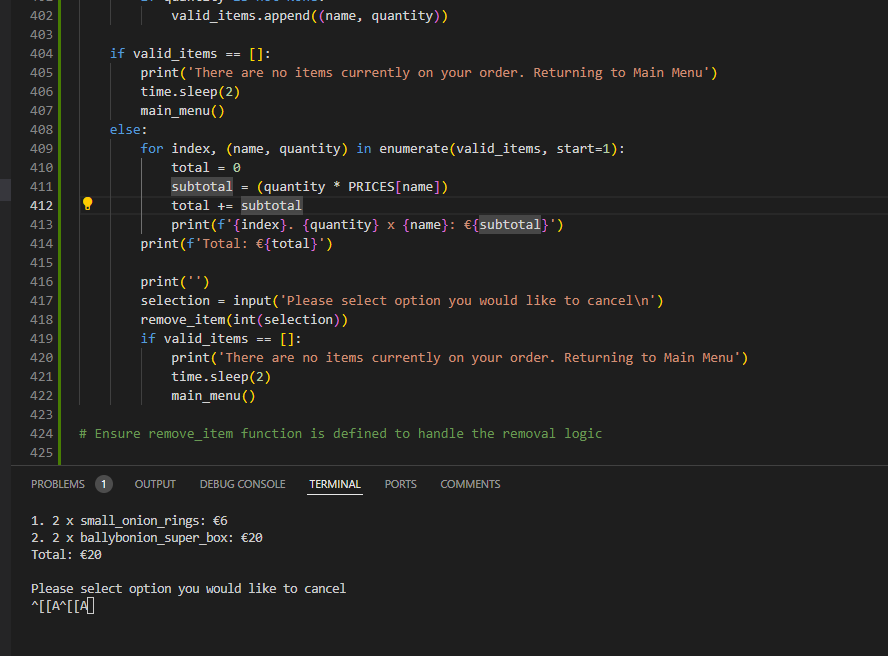 402 valid_items.append((name, quantity))
403
404 if valid_items == []:
405 print('There are no items currently on your order. Returning to Main Menu')
406 time.sleep(2)
407 main_menu()
408 else:
409 for index, (name, quantity) in enumerate(valid_items, start=1):
410 total = 0
411 subtotal = (quantity * PRICES[name])
412 total += subtotal
413 print(f'{index}. {quantity} x {name}: €{subtotal}')
414 print(f'Total: €{total}')
415
416 print('')
417 selection = input('Please select option you would like to cancel\n')
418 remove_item(int(selection))
419 if valid_items == []:
420 print('There are no items currently on your order. Returning to Main Menu')
421 time.sleep(2)
422 main_menu()
423
424 # Ensure remove_item function is defined to handle the removal logic
425
PROBLEMS 1 OUTPUT DEBUG CONSOLE TERMINAL PORTS COMMENTS
1. 2 x small_onion_rings: €6
2. 2 x ballybonion_super_box: €20
Total: €20
Please select option you would like to cancel
^[[A^[[A